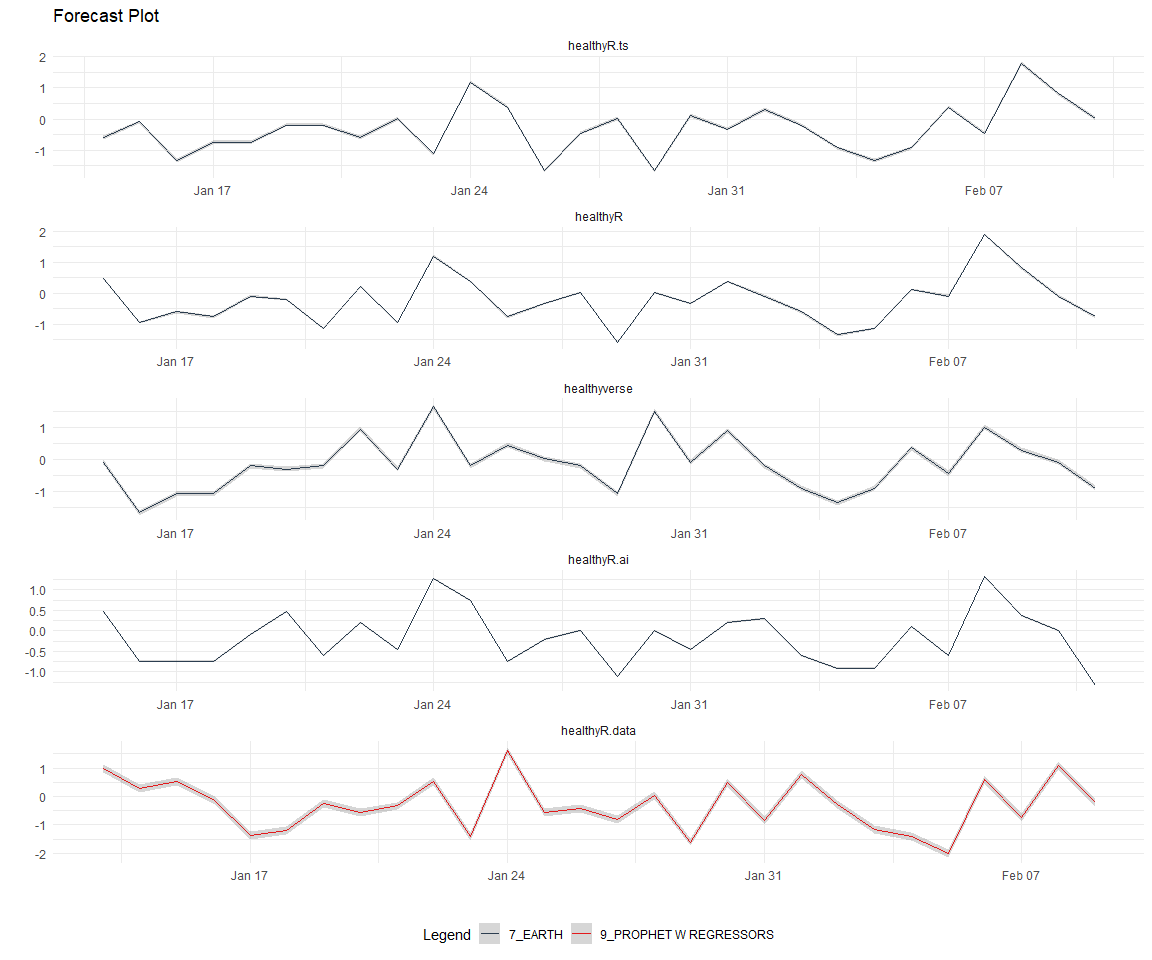 Forecast Plot
healthyR.ts
2
1
0
-1
Jan 17 Jan 24 Jan 31 Feb 07
healthyR
2
1
0
-1
Jan 17 Jan 24 Jan 31 Feb 07
healthyverse
1
0
-1
Jan 17 Jan 24 Jan 31 Feb 07
healthyR.ai
1.0
0.5
0.0
-0.5
-1.0
Jan 17 Jan 24 Jan 31 Feb 07
healthyR.data
1
0
-1
-2
Jan 17 Jan 24 Jan 31 Feb 07
Legend 7_EARTH 9_PROPHET W REGRESSORS